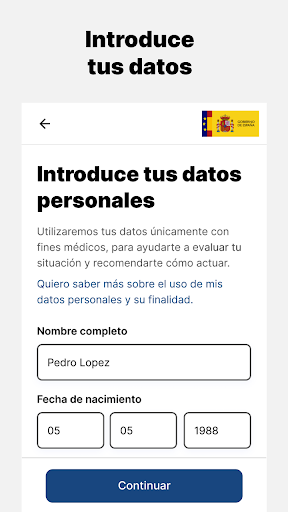 Introduce
tus datos
GOBIERNO
DE ESPAÑA
Introduce tus datos
personales
Utilizaremos tus datos únicamente con
fines médicos, para ayudarte a evaluar tu
situación y recomendarte cómo actuar.
Quiero saber más sobre el uso de mis
datos personales y su finalidad.
Nombre completo
Pedro Lopez
Fecha de nacimiento
05 05 1988
Continuar